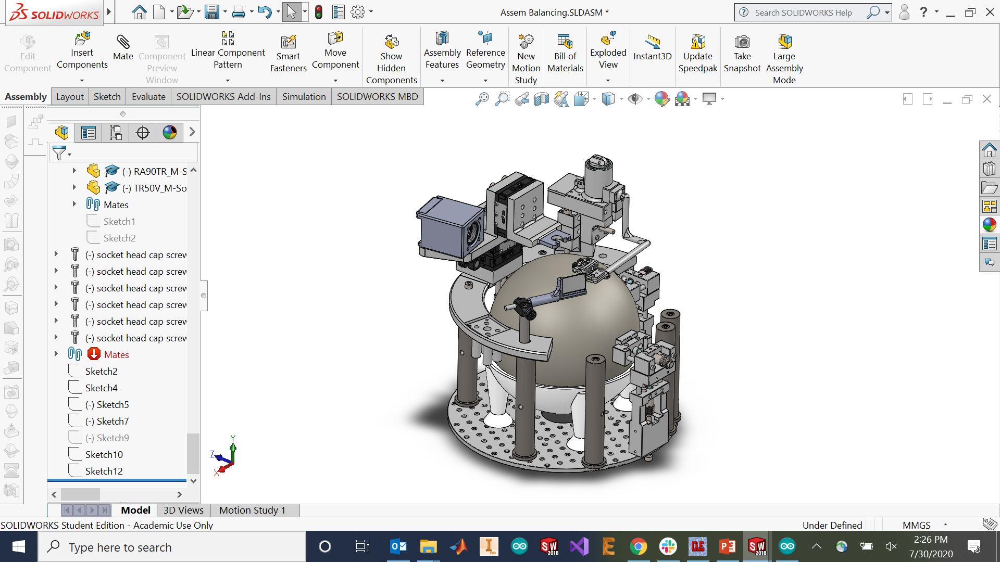 SOLIDWORKS
Assem Balancing.SLDASM *
Search SOLIDWORKS Help
?
Edit
Component
Insert
Components
Mate
Component
Preview
Window
Linear Component
Pattern
Smart
Fasteners
Move
Component
Show
Hidden
Components
Assembly
Features
Reference
Geometry
New
Motion
Study
Bill of
Materials
Exploded
View
Instant3D
Update
Speedpak
Take
Snapshot
Large
Assembly
Mode
Assembly
Layout
Sketch
Evaluate
SOLIDWORKS Add-Ins
Simulation
SOLIDWORKS MBD
(-) RA90TR_M-S
(-) TR50V_M-So
Mates
Sketch1
Sketch2
(-) socket head cap screw
(-) socket head cap screw
(-) socket head cap screw
(-) socket head cap screw
(-) socket head cap screw
(-) socket head cap screw
Mates
Sketch2
Sketch4
(-) Sketch5
(-) Sketch7
(-) Sketch9
Sketch10
Sketch12
Y
Z
X
Model
3D Views
Motion Study 1
SOLIDWORKS Student Edition - Academic Use Only
Under Defined
MMGS
Type here to search
2:26 PM
7/30/2020